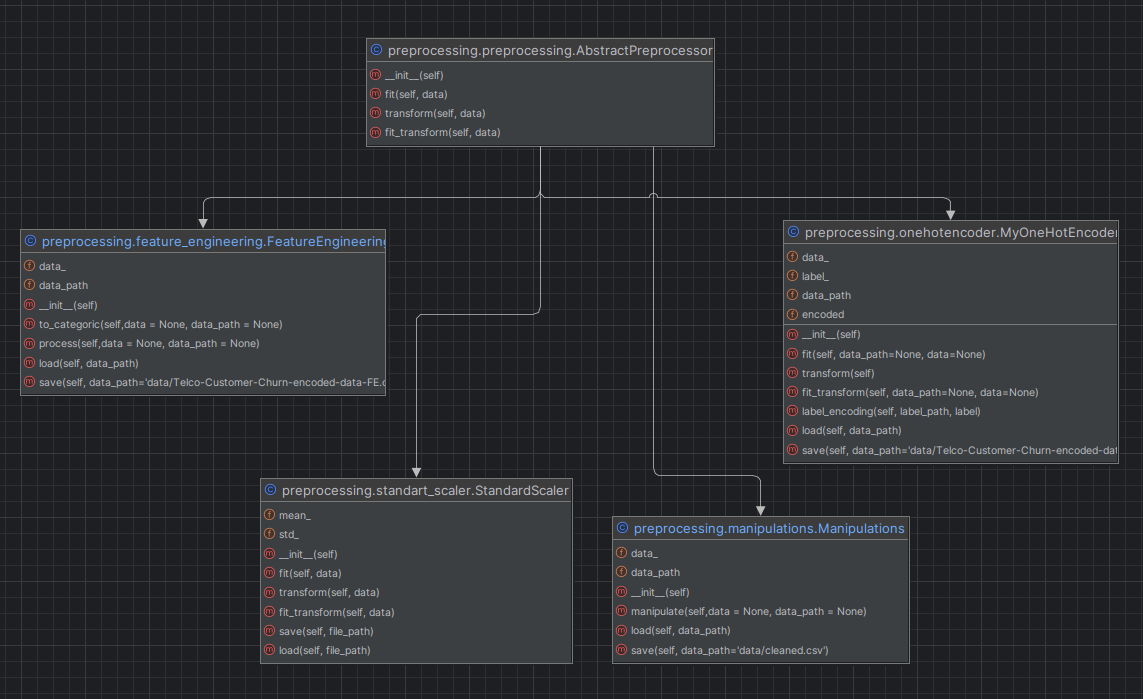 preprocessing.preprocessing.AbstractPreprocessor
__init__(self)
fit(self, data)
transform(self, data)
fit_transform(self, data)
preprocessing.feature_engineering.FeatureEngineering
data_
data_path
__init__(self)
to_categoric(self,data = None, data_path = None)
process(self,data = None, data_path = None)
load(self, data_path)
save(self, data_path='data/Telco-Customer-Churn-encoded-data-FE.c
preprocessing.onehotencoder.MyOneHotEncoder
data_
label_
data_path
encoded
__init__(self)
fit(self, data_path=None, data=None)
transform(self)
fit_transform(self, data_path=None, data=None)
label_encoding(self, label_path, label)
load(self, data_path)
save(self, data_path='data/Telco-Customer-Churn-encoded-dat
preprocessing.standart_scaler.StandardScaler
mean_
std_
__init__(self)
fit(self, data)
transform(self, data)
fit_transform(self, data)
save(self, file_path)
load(self, file_path)
preprocessing.manipulations.Manipulations
data_
data_path
__init__(self)
manipulate(self,data = None, data_path = None)
load(self, data_path)
save(self, data_path='data/cleaned.csv')